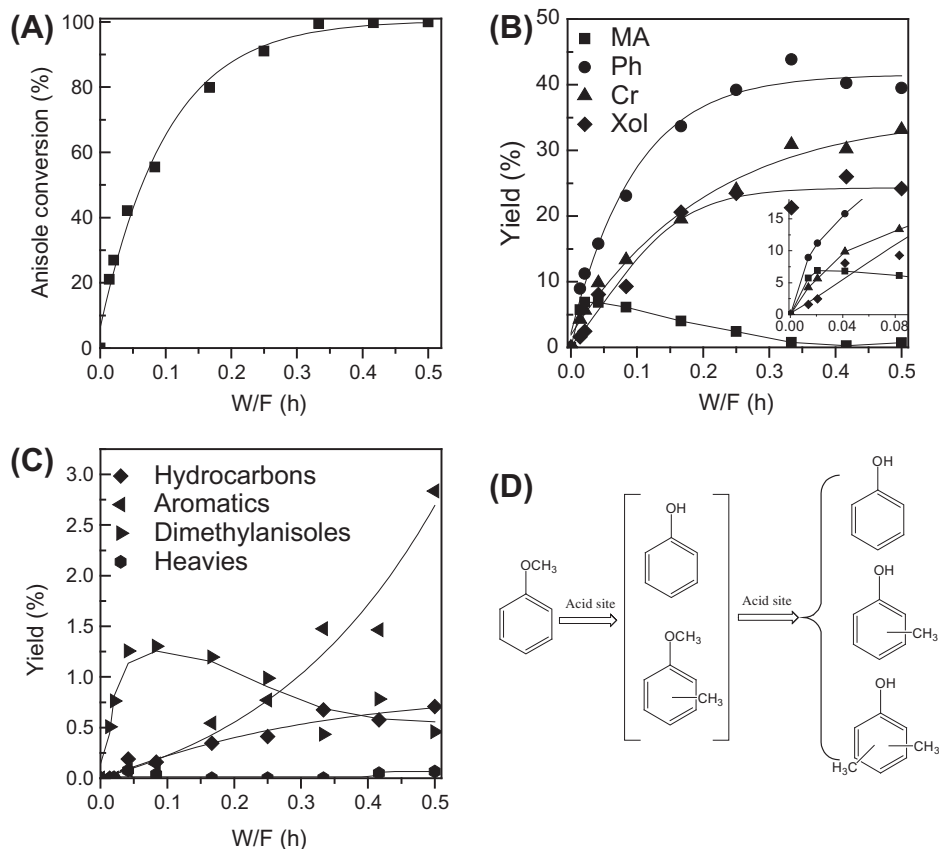 (A)
Anisole conversion (%)
100
80
60
40
20
0
0.0 0.1 0.2 0.3 0.4 0.5
W/F (h)
(B)
MA
Ph
Cr
Xol
Yield (%)
50
40
30
20
10
0
0.0 0.1 0.2 0.3 0.4 0.5
W/F (h)
15
10
5
0
0.00 0.04 0.08
(C)
Hydrocarbons
Aromatics
Dimethylanisoles
Heavies
Yield (%)
3.0
2.5
2.0
1.5
1.0
0.5
0.0
0.0 0.1 0.2 0.3 0.4 0.5
W/F (h)
(D)
OCH3
Acid site
OH
OCH3
CH3
Acid site
OH
OH
CH3
OH
CH3
H3C